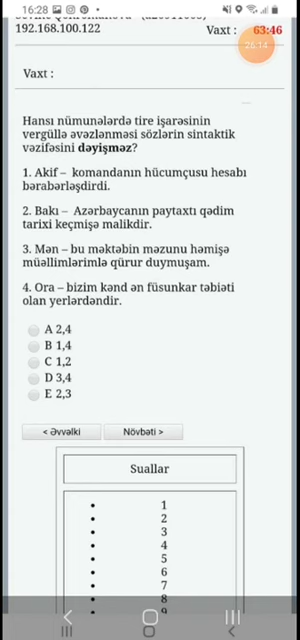 16:28
192.168.100.122
Vaxt : 63:46
26:14
Vaxt :
Hansı nümunələrdə tire işarəsinin
vergüllə əvəzlənməsi sözlərin sintaktik
vəzifəsini dəyişməz?
1. Akif – komandanın hücumçusu hesabı
bərabərləşdirdi.
2. Bakı – Azərbaycanın paytaxtı qədim
tarixi keçmişə malikdir.
3. Mən – bu məktəbin məzunu həmişə
müəllimlərimlə qürur duymuşam.
4. Ora – bizim kənd ən füsunkar təbiəti
olan yerlərdəndir.
A 2,4
B 1,4
C 1,2
D 3,4
E 2,3
< Əvvəlki
Növbəti >
Suallar
1
2
3
4
5
6
7
8
9